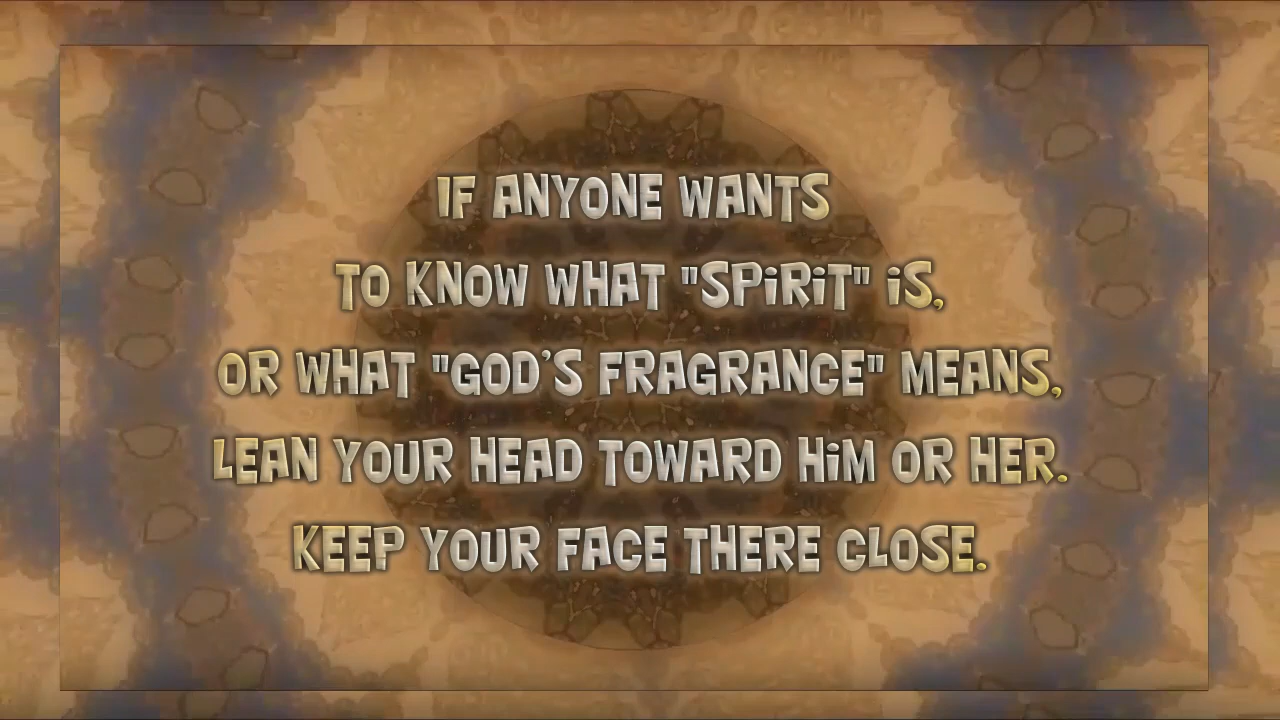 IF ANYONE WANTS
TO KNOW WHAT "SPiRiT" iS,
OR WHAT "GOD'S FRAGRANCE" MEANS,
LEAN YOUR HEAD TOWARD HiM OR HER.
KEEP YOUR FACE THERE CLOSE.